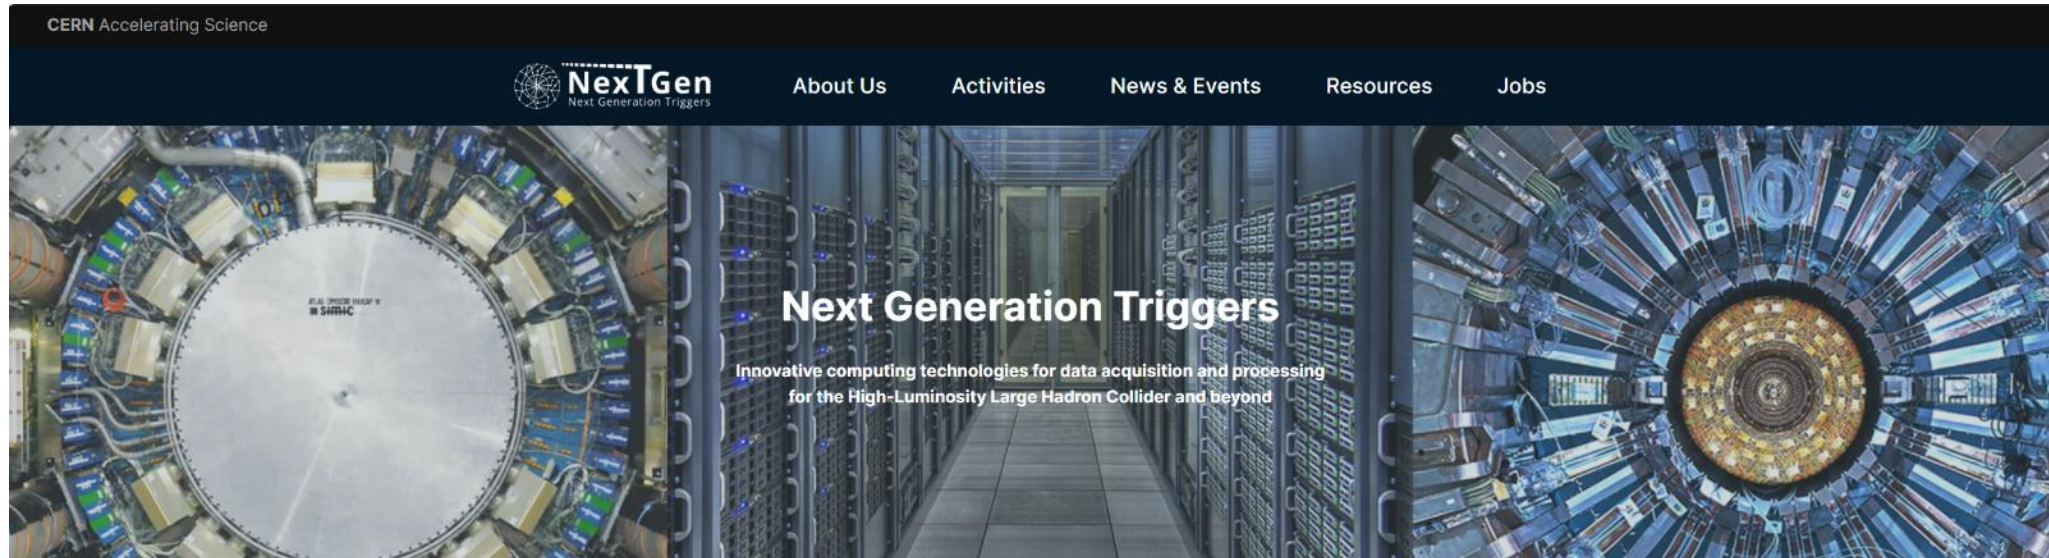 CERN Accelerating Science
NexTGen
Next Generation Triggers
About Us
Activities
News & Events
Resources
Jobs
SIMIC
Next Generation Triggers
Innovative computing technologies for data acquisition and processing
for the High-Luminosity Large Hadron Collider and beyond